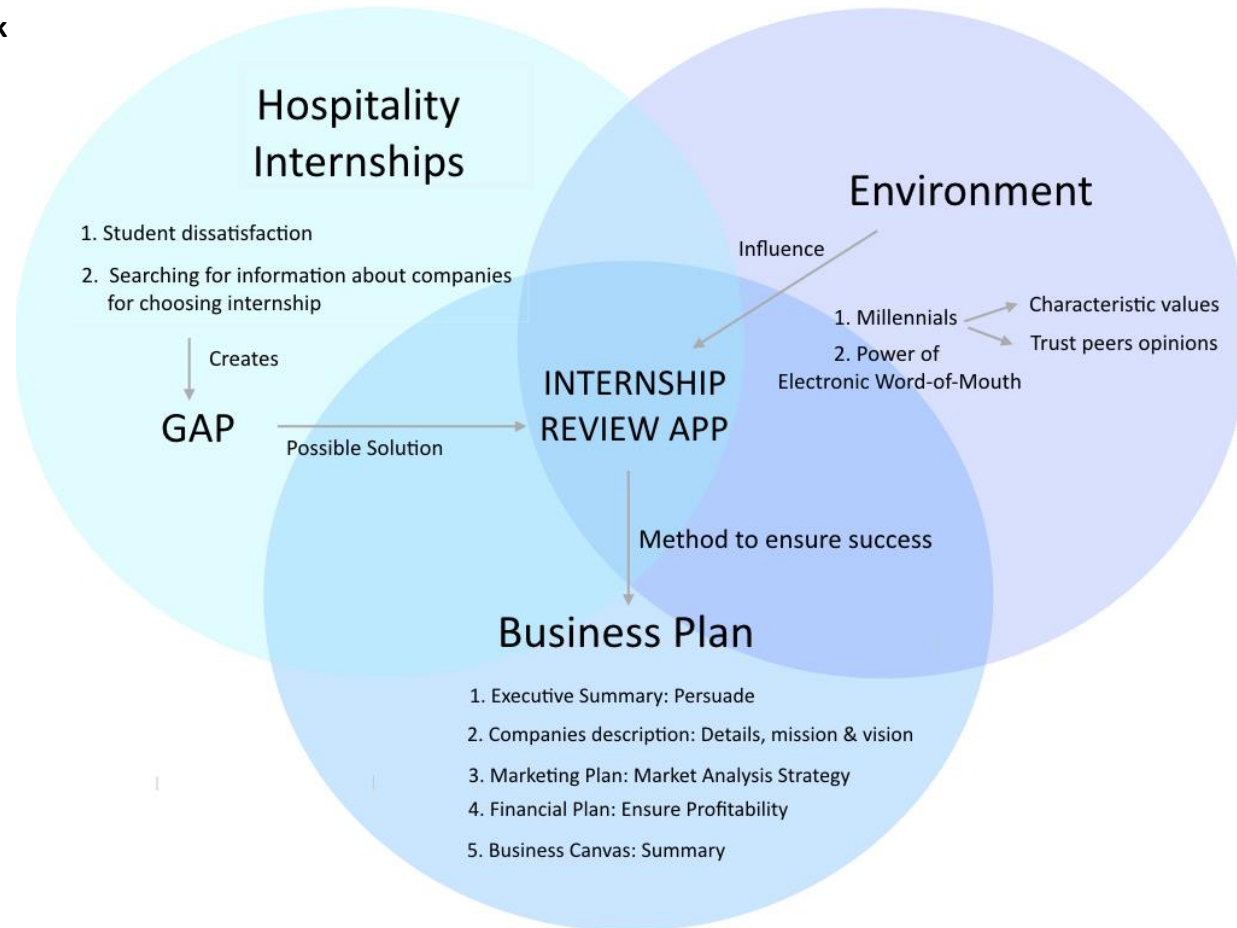 k
Hospitality
Internships
1. Student dissatisfaction
2. Searching for information about companies
for choosing internship
Creates
GAP
Possible Solution
Environment
Influence
1. Millennials
Characteristic values
Trust peers opinions
2. Power of
Electronic Word-of-Mouth
INTERNSHIP
REVIEW APP
Method to ensure success
Business Plan
1. Executive Summary: Persuade
2. Companies description: Details, mission & vision
3. Marketing Plan: Market Analysis Strategy
4. Financial Plan: Ensure Profitability
5. Business Canvas: Summary